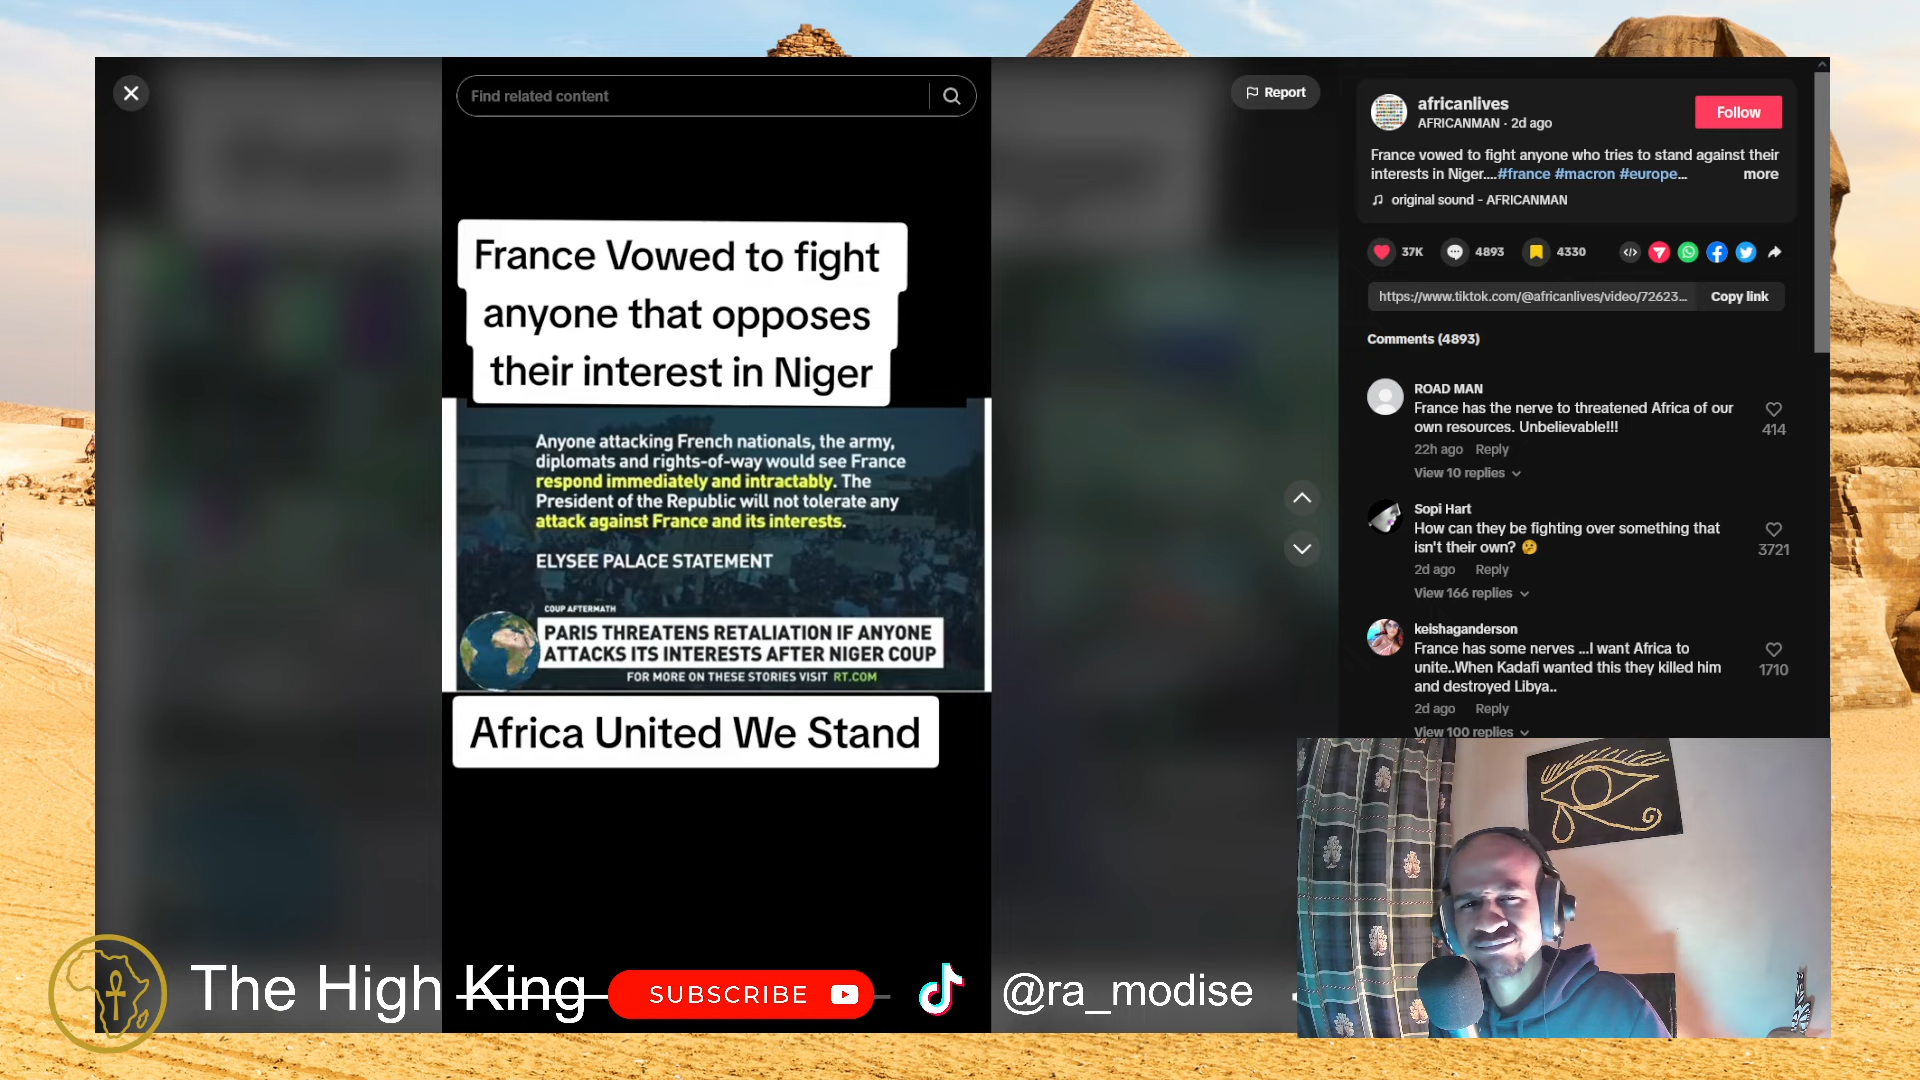 Find related content
Report
France Vowed to fight
anyone that opposes
their interest in Niger
Anyone attacking French nationals, the army,
diplomats and rights-of-way would see France
respond immediately and intractably. The
President of the Republic will not tolerate any
attack against France and its interests.
ELYSEE PALACE STATEMENT
COUP AFTERMATH
PARIS THREATENS RETALIATION IF ANYONE
ATTACKS ITS INTERESTS AFTER NIGER COUP
FOR MORE ON THESE STORIES VISIT RT.COM
Africa United We Stand
africanlives
AFRICANMAN · 2d ago
Follow
France vowed to fight anyone who tries to stand against their
interests in Niger....#france #macron #europe... more
original sound - AFRICANMAN
37K 4893 4330
https://www.tiktok.com/@africanlives/video/72623... Copy link
Comments (4893)
ROAD MAN
France has the nerve to threatened Africa of our
own resources. Unbelievable!!!
414
22h ago Reply
View 10 replies
Sopi Hart
How can they be fighting over something that
isn't their own? 🤔
3721
2d ago Reply
View 166 replies
keishaganderson
France has some nerves ...I want Africa to
unite..When Kadafi wanted this they killed him
and destroyed Libya..
1710
2d ago Reply
View 100 replies
The High King SUBSCRIBE @ra_modise